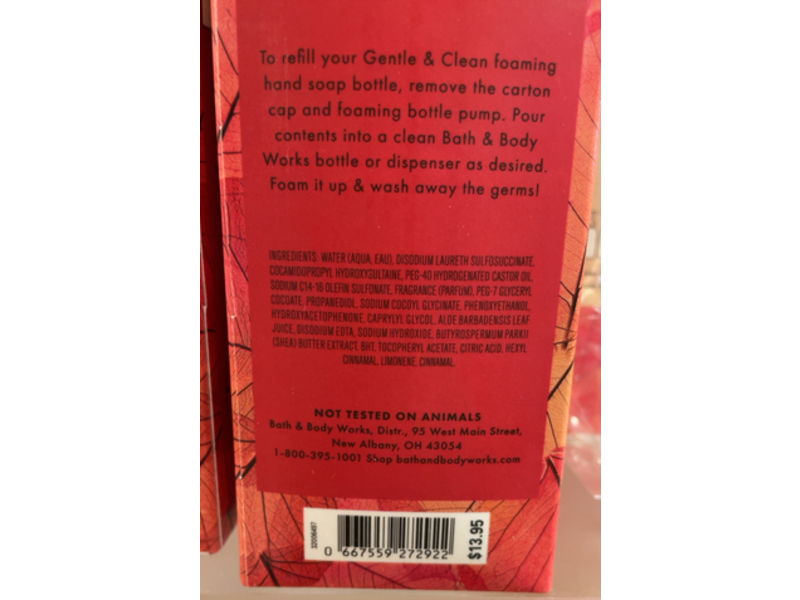 To refill your Gentle & Clean foaming
hand soap bottle, remove the carton
cap and foaming bottle pump. Pour
contents into a clean Bath & Body
Works bottle or dispenser as desired.
Foam it up & wash away the germs!
INGREDIENTS: WATER (AQUA, EAU), DISODIUM LAURETH SULFOSUCCINATE,
COCAMIDOPROPYL HYDROXYSULTAINE, PEG-40 HYDROGENATED CASTOR OIL,
SODIUM C14-16 OLEFIN SULFONATE, FRAGRANCE (PARFUM), PEG-7 GLYCERYL
COCOATE, PROPANEDIOL, SODIUM COCOYL GLYCINATE, PHENOXYETHANOL,
HYDROXYACETOPHENONE, CAPRYLYL GLYCOL, ALOE BARBADENSIS LEAF
JUICE, DISODIUM EDTA, SODIUM HYDROXIDE, BUTYROSPERMUM PARKII
(SHEA) BUTTER EXTRACT, BHT, TOCOPHERYL ACETATE, CITRIC ACID, HEXYL
CINNAMAL, LIMONENE, CINNAMAL.
NOT TESTED ON ANIMALS
Bath & Body Works, Distr., 95 West Main Street,
New Albany, OH 43054
1-800-395-1001 Shop bathandbodyworks.com
0 667559 272922
$13.95